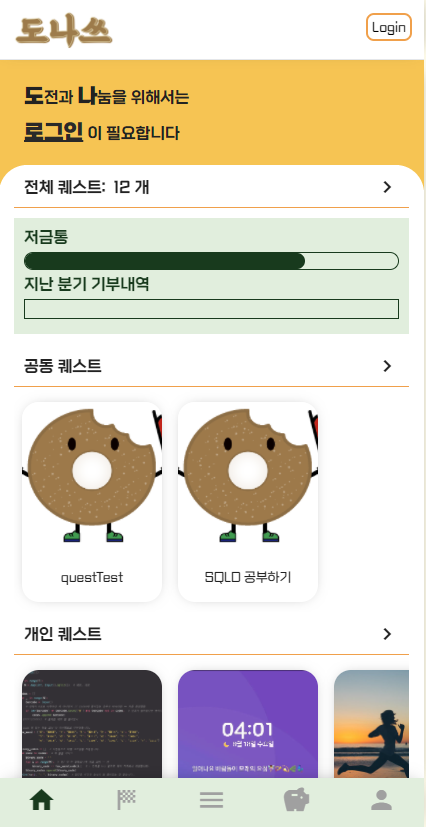 도나쓰
Login
도전과 나눔을 위해서는
로그인 이 필요합니다
전체 퀘스트: 12 개
저금통
지난 분기 기부내역
공동 퀘스트
questTest
SQLD 공부하기
개인 퀘스트
04:01